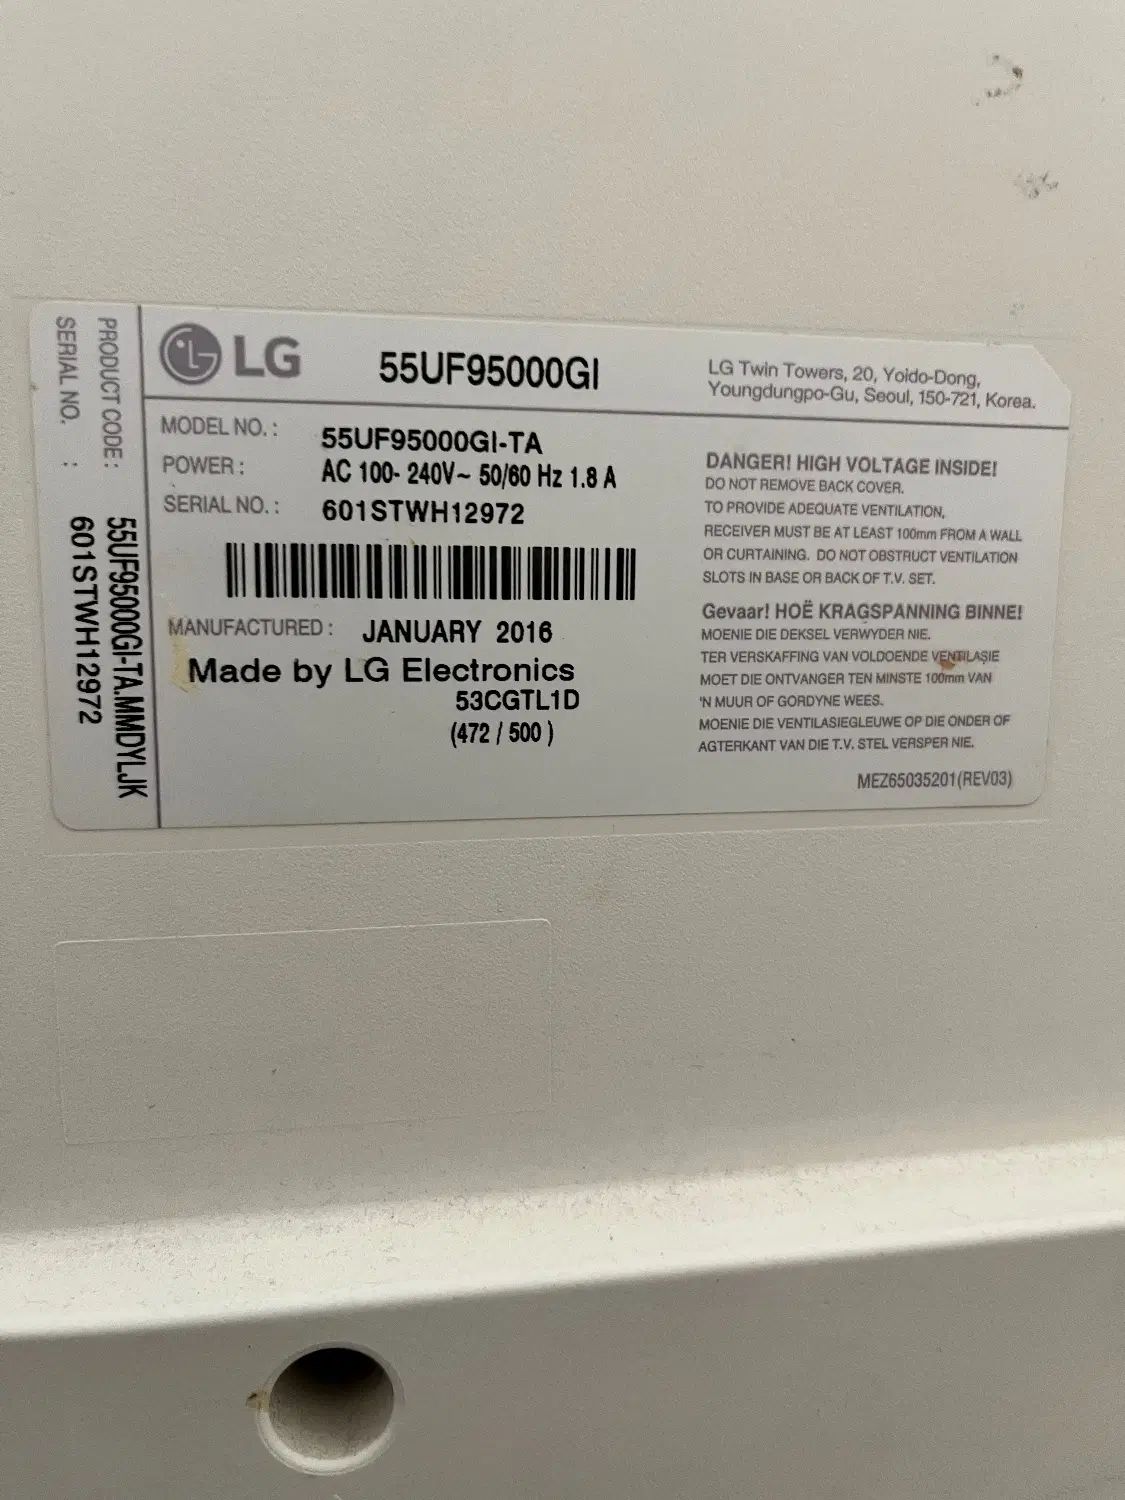 PRODUCT CODE : 55UF95000GI-TA.MMDYLJK
SERIAL NO. : 601STWH12972
LG
55UF95000GI
LG Twin Towers, 20, Yoido-Dong,
Youngdungpo-Gu, Seoul, 150-721, Korea.
MODEL NO. : 55UF95000GI-TA
POWER : AC 100- 240V~ 50/60 Hz 1.8 A
SERIAL NO. : 601STWH12972
MANUFACTURED : JANUARY 2016
Made by LG Electronics
53CGTL1D
(472 / 500 )
DANGER! HIGH VOLTAGE INSIDE!
DO NOT REMOVE BACK COVER.
TO PROVIDE ADEQUATE VENTILATION,
RECEIVER MUST BE AT LEAST 100mm FROM A WALL
OR CURTAINING. DO NOT OBSTRUCT VENTILATION
SLOTS IN BASE OR BACK OF T.V. SET.
Gevaar! HOË KRAGSPANNING BINNE!
MOENIE DIE DEKSEL VERWYDER NIE.
TER VERSKAFFING VAN VOLDOENDE VENTILASIE
MOET DIE ONTVANGER TEN MINSTE 100mm VAN
'N MUUR OF GORDYNE WEES.
MOENIE DIE VENTILASIEGLEUWE OP DIE ONDER OF
AGTERKANT VAN DIE T.V. STEL VERSPER NIE.
MEZ65035201(REV03)